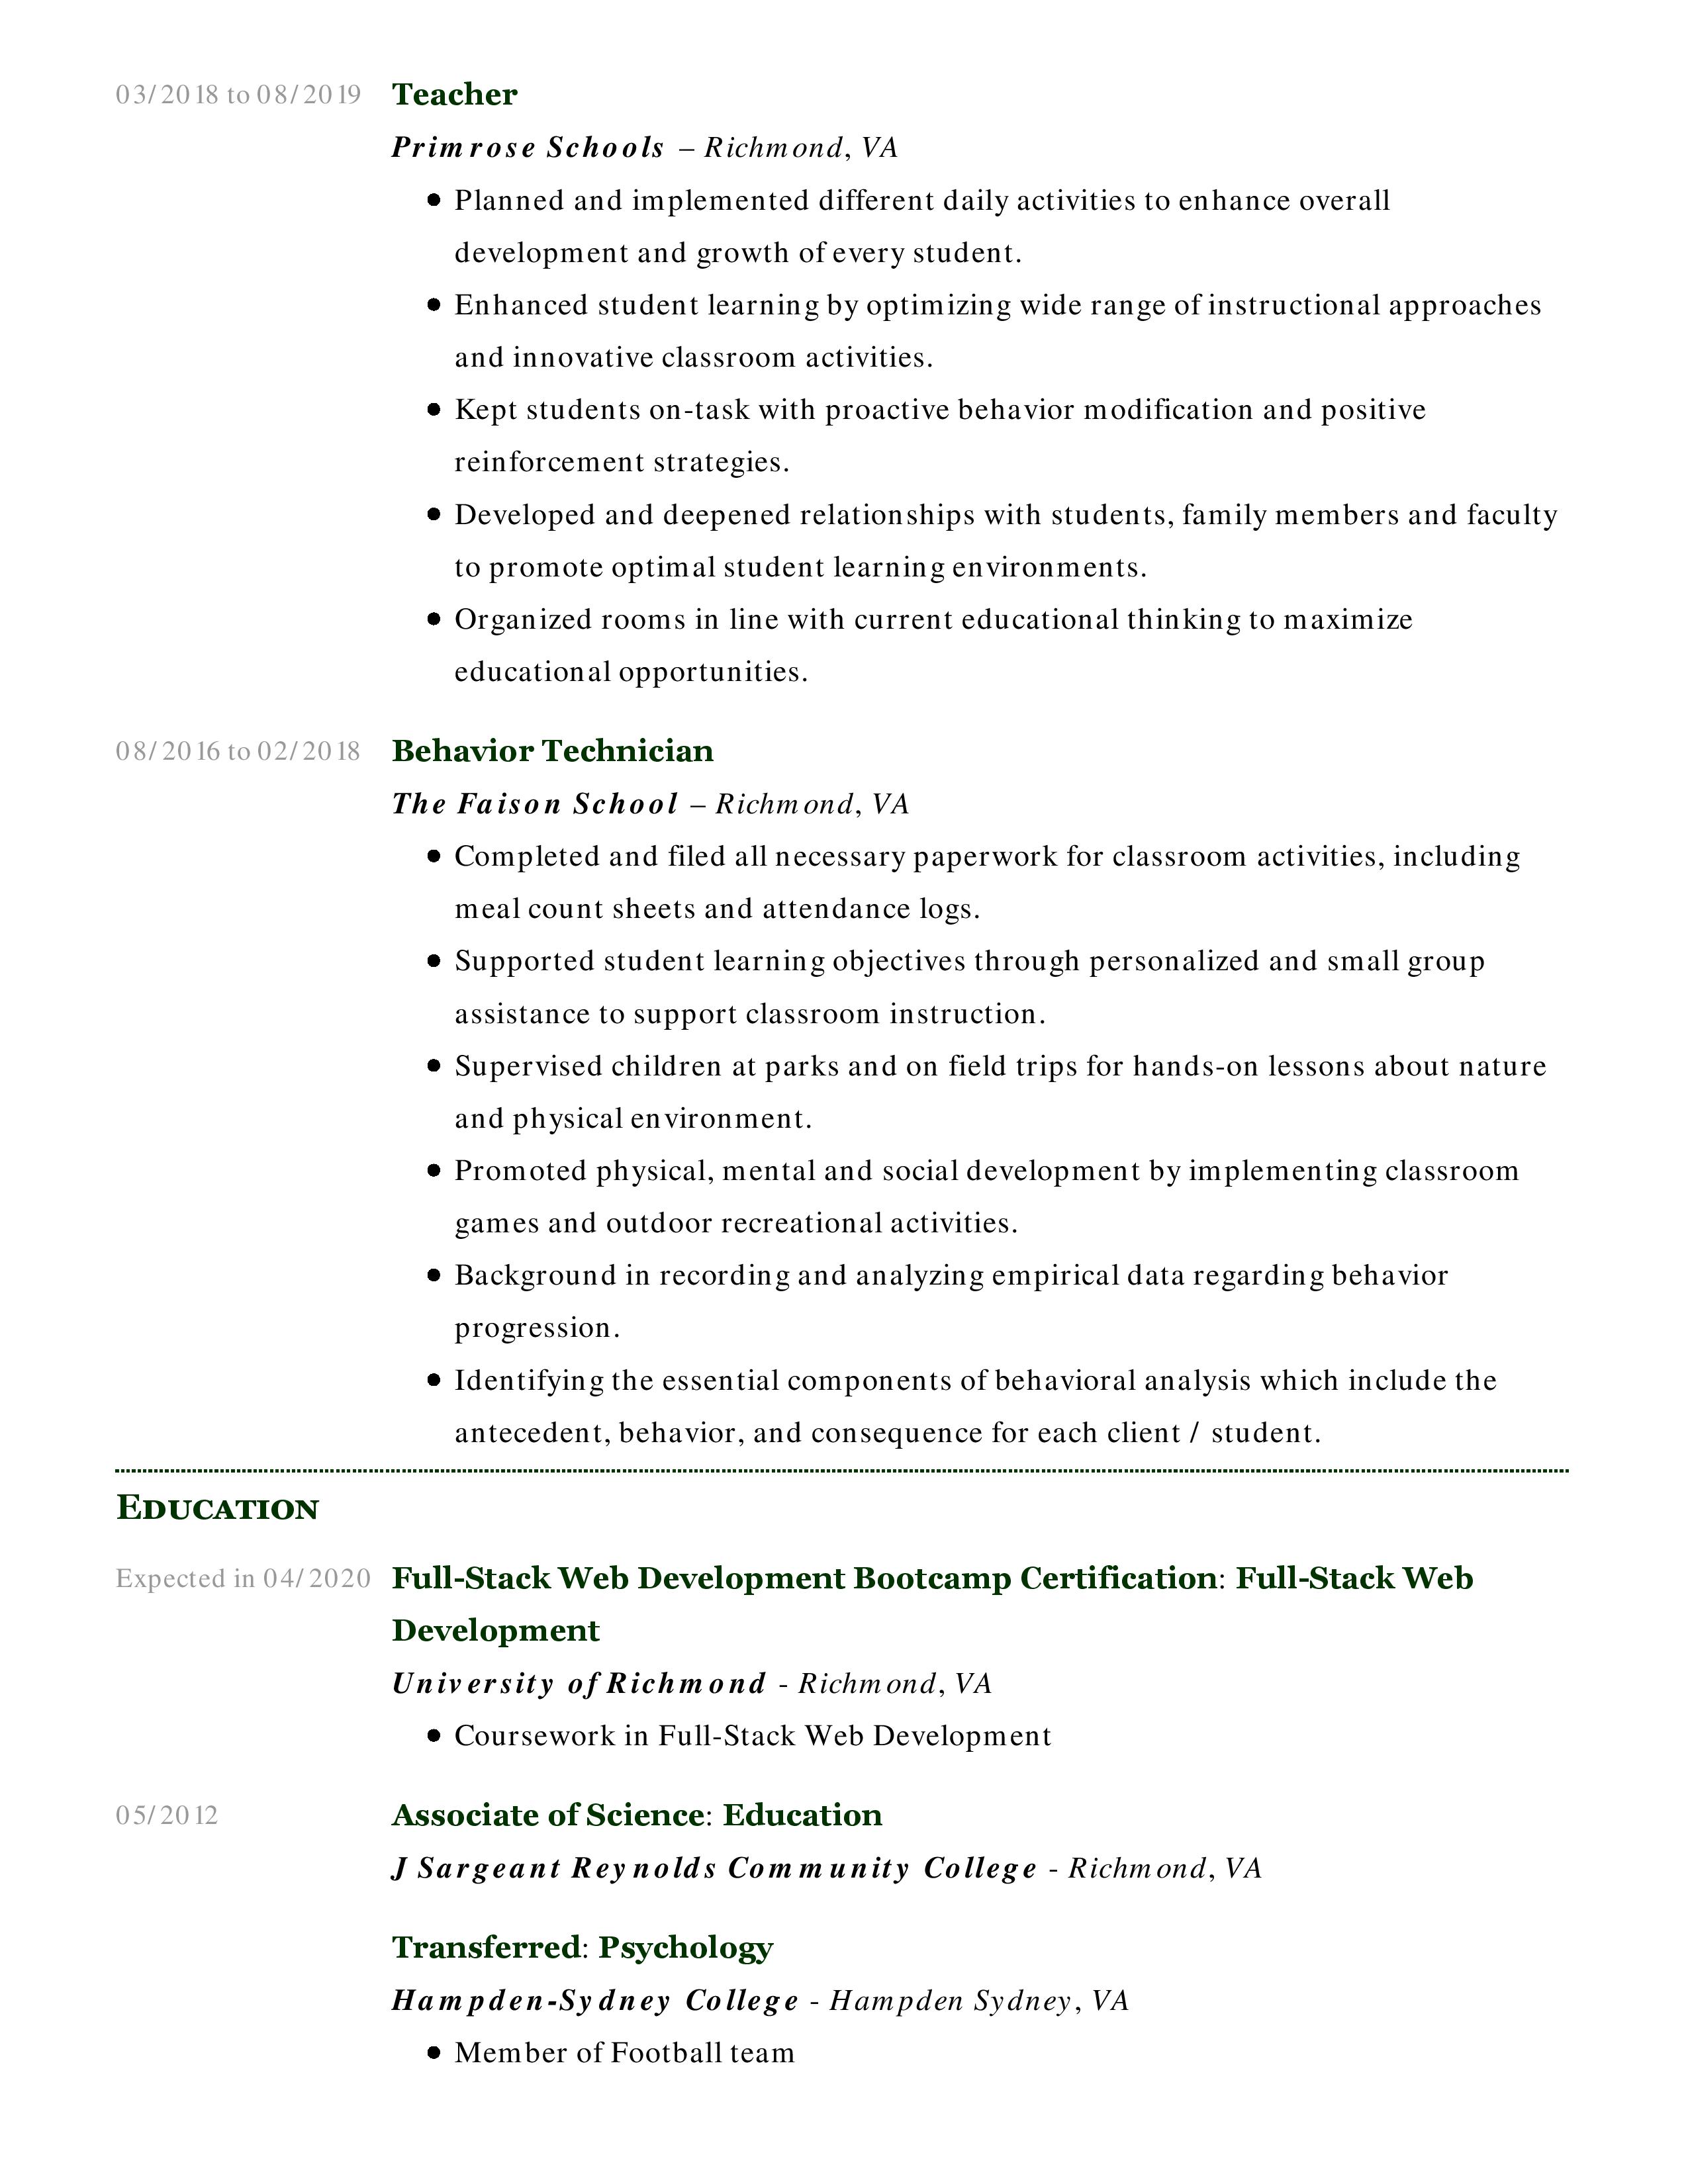 03/2018 to 08/2019 Teacher
Primrose Schools – Richmond, VA
● Planned and implemented different daily activities to enhance overall
development and growth of every student.
● Enhanced student learning by optimizing wide range of instructional approaches
and innovative classroom activities.
● Kept students on-task with proactive behavior modification and positive
reinforcement strategies.
● Developed and deepened relationships with students, family members and faculty
to promote optimal student learning environments.
● Organized rooms in line with current educational thinking to maximize
educational opportunities.
08/2016 to 02/2018 Behavior Technician
The Faison School – Richmond, VA
● Completed and filed all necessary paperwork for classroom activities, including
meal count sheets and attendance logs.
● Supported student learning objectives through personalized and small group
assistance to support classroom instruction.
● Supervised children at parks and on field trips for hands-on lessons about nature
and physical environment.
● Promoted physical, mental and social development by implementing classroom
games and outdoor recreational activities.
● Background in recording and analyzing empirical data regarding behavior
progression.
● Identifying the essential components of behavioral analysis which include the
antecedent, behavior, and consequence for each client / student.
EDUCATION
Expected in 04/2020 Full-Stack Web Development Bootcamp Certification: Full-Stack Web
Development
University of Richmond - Richmond, VA
● Coursework in Full-Stack Web Development
05/2012 Associate of Science: Education
J Sargeant Reynolds Community College - Richmond, VA
Transferred: Psychology
Hampden-Sydney College - Hampden Sydney, VA
● Member of Football team